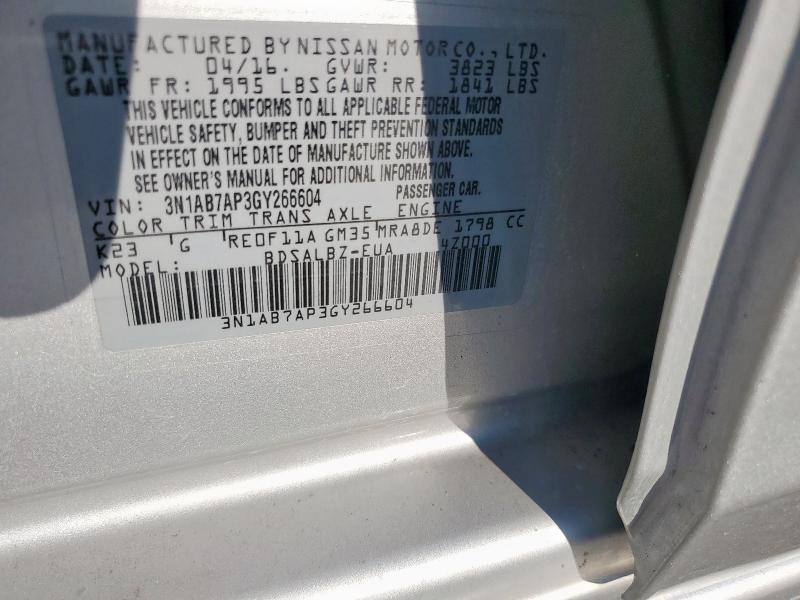 MANUFACTURED BY NISSAN MOTOR CO., LTD.
DATE: 04/16. GVWR: 3823 LBS
GAWR FR: 1995 LBS GAWR RR: 1841 LBS
THIS VEHICLE CONFORMS TO ALL APPLICABLE FEDERAL MOTOR
VEHICLE SAFETY, BUMPER AND THEFT PREVENTION STANDARDS
IN EFFECT ON THE DATE OF MANUFACTURE SHOWN ABOVE.
SEE OWNER'S MANUAL FOR ADDITIONAL INFORMATION.
VIN: 3N1AB7AP3GY266604 PASSENGER CAR.
COLOR TRIM TRANS AXLE ENGINE
K23 G RE0F11A GM35 MRA8DE 1798 CC
MODEL: BDSALBZ-EUA 4Z000
3N1AB7AP3GY266604